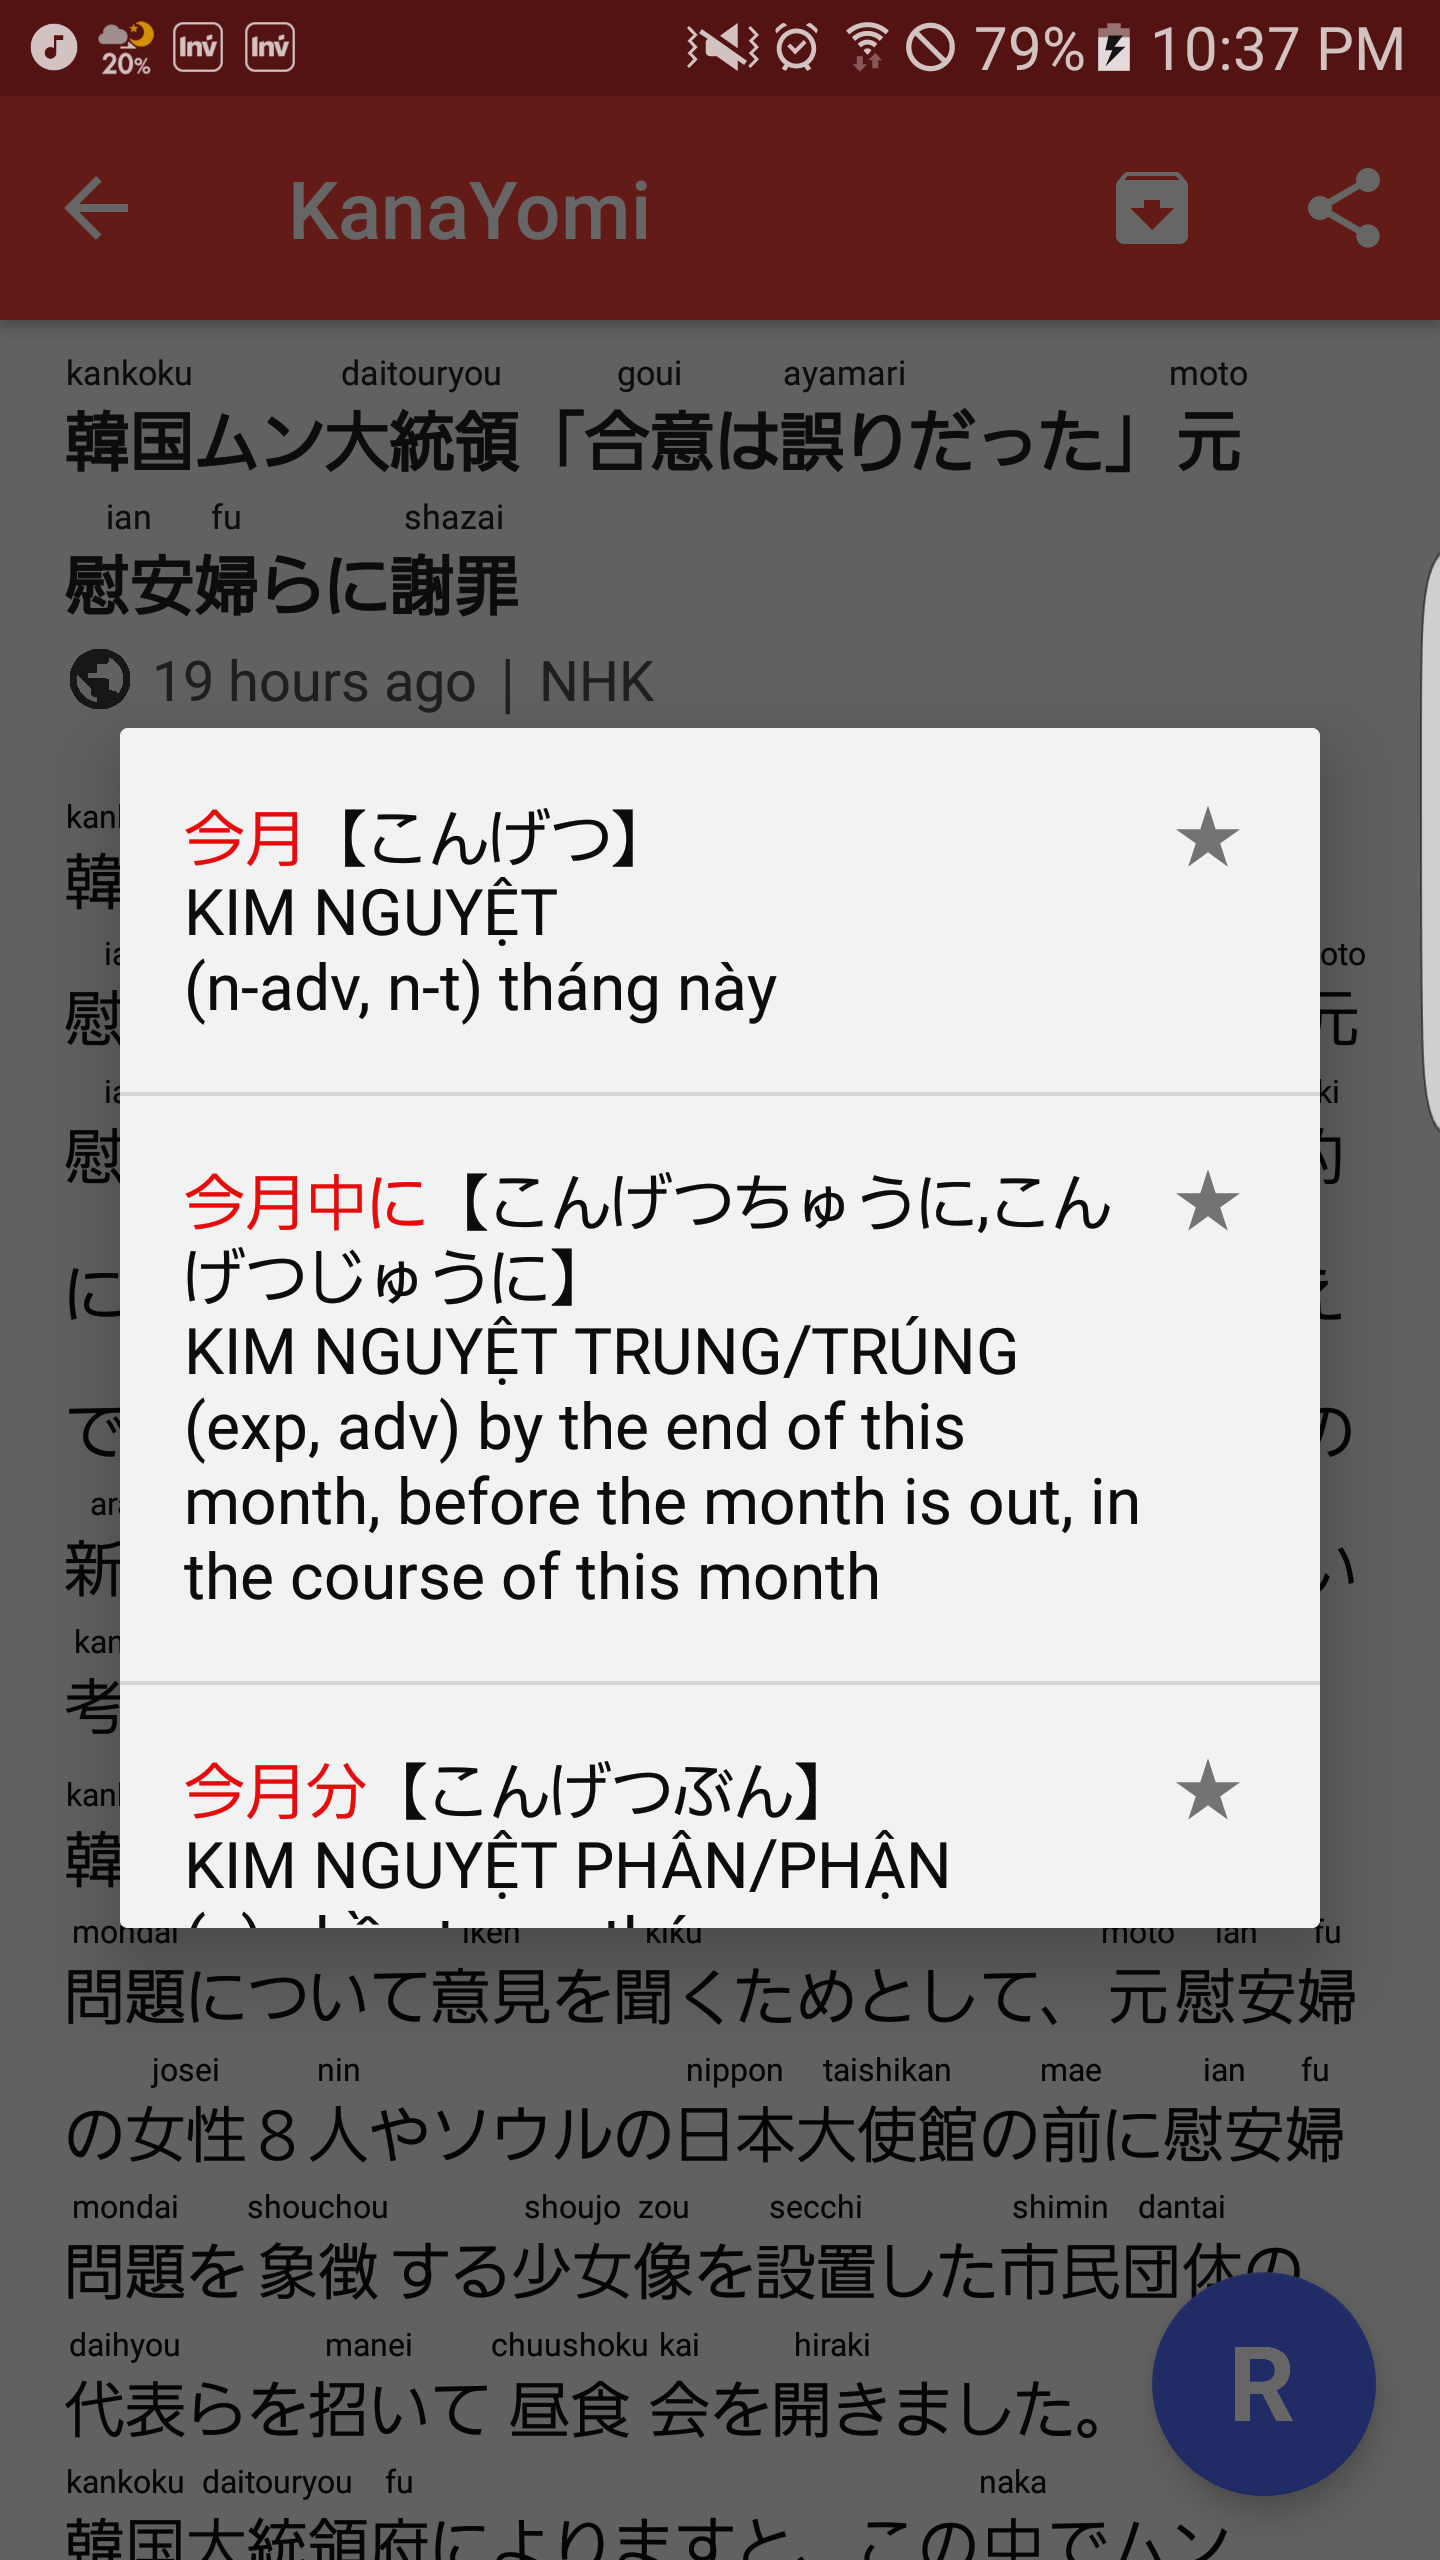 20%
79% 10:37 PM
KanaYomi
kankoku daitouryou goui ayamari moto
韓国ムン大統領「合意は誤りだった」元
ian fu shazai
慰安婦らに謝罪
19 hours ago | NHK
今月【こんげつ】
KIM NGUYỆT
(n-adv, n-t) tháng này
今月中に【こんげつちゅうに,こん
げつじゅうに】
KIM NGUYỆT TRUNG/TRÚNG
(exp, adv) by the end of this
month, before the month is out, in
the course of this month
今月分【こんげつぶん】
KIM NGUYỆT PHÂN/PHẬN
mondai iken kiku moto ian fu
問題について意見を聞くためとして、元慰安婦
josei nin nippon taishikan mae ian fu
の女性８人やソウルの日本大使館の前に慰安婦
mondai shouchou shoujo zou secchi shimin dantai
問題を象徴する少女像を設置した市民団体の
daihyou manei chuushoku kai hiraki
代表らを招いて昼食会を開きました。
R
kankoku daitouryou fu naka
韓国大統領府によりますと、この中でムン